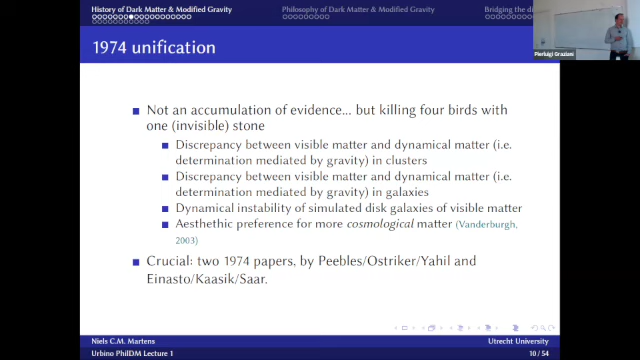 History of Dark Matter & Modified Gravity
Philosophy of Dark Matter & Modified Gravity
Bridging the di
1974 unification
Pierluigi Graziani
Not an accumulation of evidence... but killing four birds with
one (invisible) stone
Discrepancy between visible matter and dynamical matter (i.e.
determination mediated by gravity) in clusters
Discrepancy between visible matter and dynamical matter (i.e.
determination mediated by gravity) in galaxies
Dynamical instability of simulated disk galaxies of visible matter
Aesthethic preference for more cosmological matter (Vanderburgh,
2003)
Crucial: two 1974 papers, by Peebles/Ostriker/Yahil and
Einasto/Kaasik/Saar.
Niels C.M. Martens
Utrecht University
Urbino PhilDM Lecture 1
10 / 54